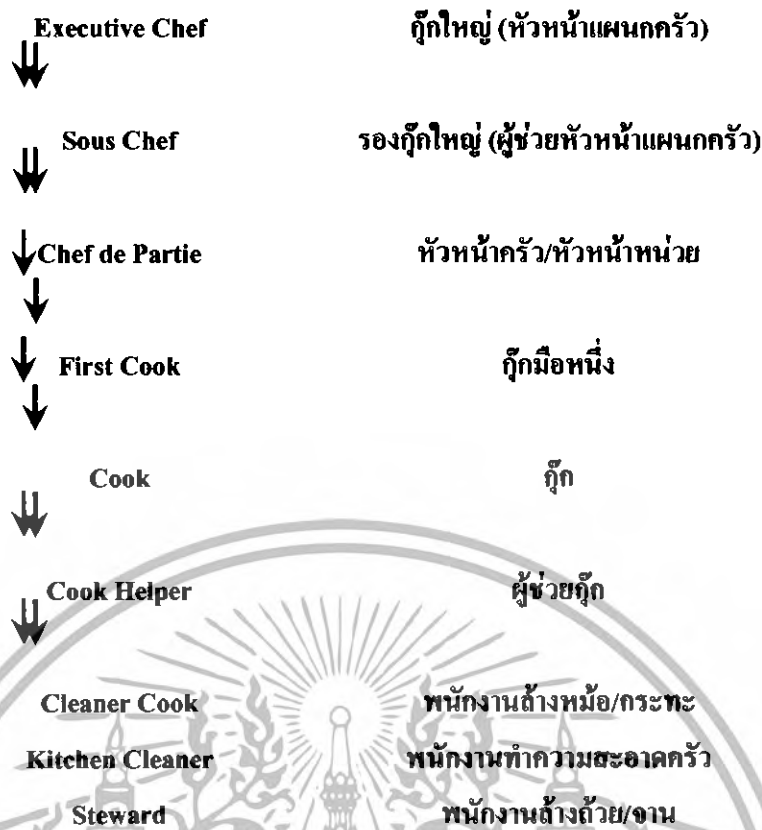 Executive Chef กุ๊กใหญ่ (หัวหน้าแผนกครัว)
Sous Chef รองกุ๊กใหญ่ (ผู้ช่วยหัวหน้าแผนกครัว)
Chef de Partie หัวหน้าครัว/หัวหน้าหน่วย
First Cook กุ๊กมือหนึ่ง
Cook กุ๊ก
Cook Helper ผู้ช่วยกุ๊ก
Cleaner Cook พนักงานล้างหม้อ/กระทะ
Kitchen Cleaner พนักงานทำความสะอาดครัว
Steward พนักงานล้างถ้วย/จาน